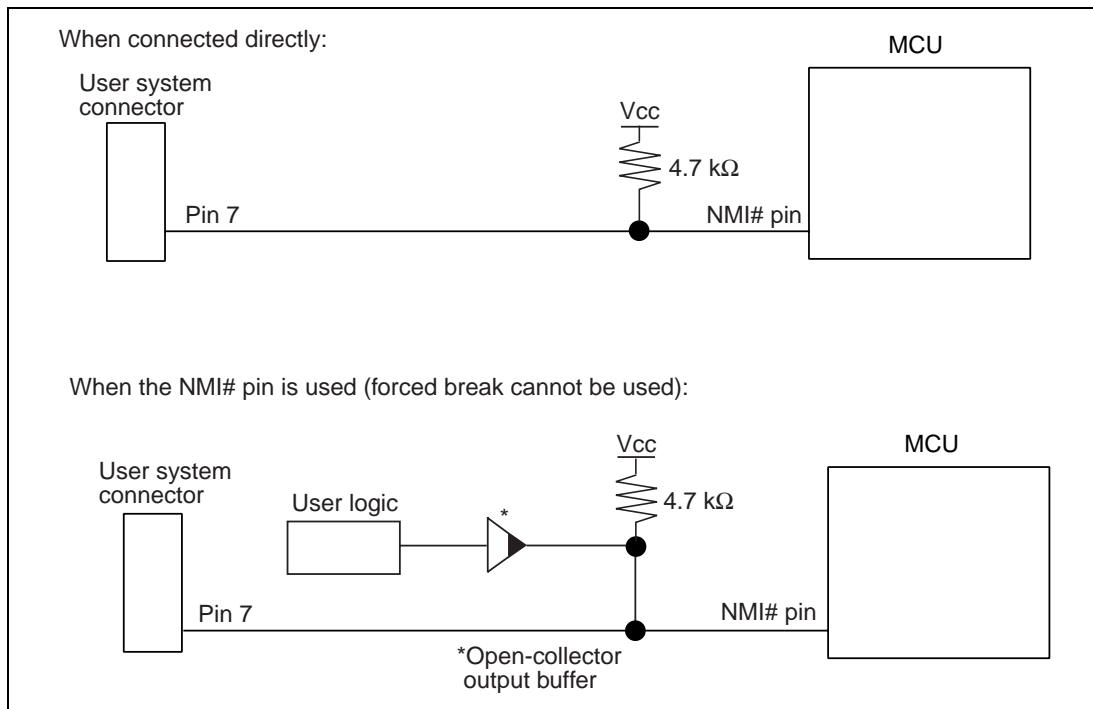 When connected directly:
MCU
User system
connector
Vcc
4.7 kΩ
Pin 7
NMI# pin
When the NMI# pin is used (forced break cannot be used):
Vcc
MCU
User system
connector
User logic
*
4.7 kΩ
Pin 7
NMI# pin
*Open-collector
output buffer